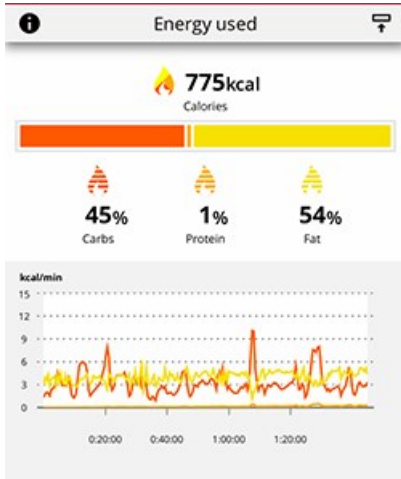 i Energy used
775kcal
Calories
45% 1% 54%
Carbs Protein Fat
kcal/min
15
12
9
6
3
0
0:20:00 0:40:00 1:00:00 1:20:00